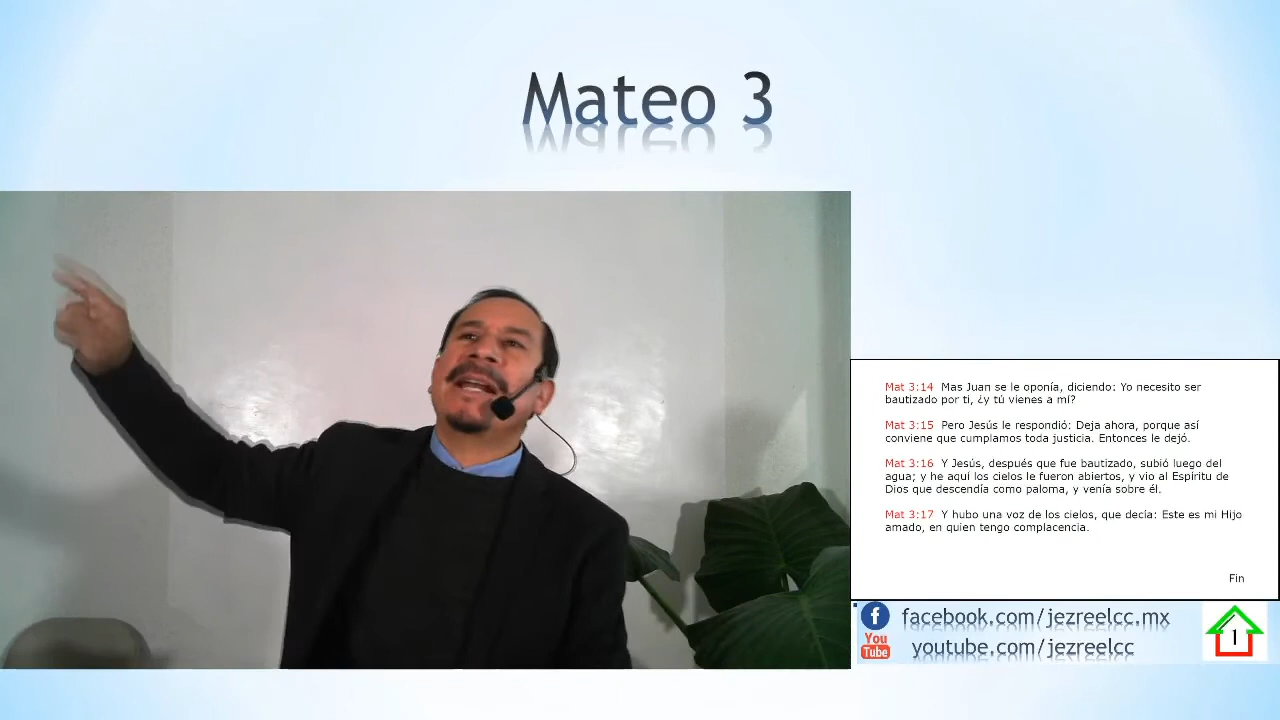 Mateo 3
Mat 3:14 Mas Juan se le oponía, diciendo: Yo necesito ser
bautizado por ti, ¿y tú vienes a mí?
Mat 3:15 Pero Jesús le respondió: Deja ahora, porque así
conviene que cumplamos toda justicia. Entonces le dejó.
Mat 3:16 Y Jesús, después que fue bautizado, subió luego del
agua; y he aquí los cielos le fueron abiertos, y vio al Espíritu de
Dios que descendía como paloma, y venía sobre él.
Mat 3:17 Y hubo una voz de los cielos, que decía: Este es mi Hijo
amado, en quien tengo complacencia.
Fin
f facebook.com/jezreelcc.mx
You
Tube youtube.com/jezreelcc
1